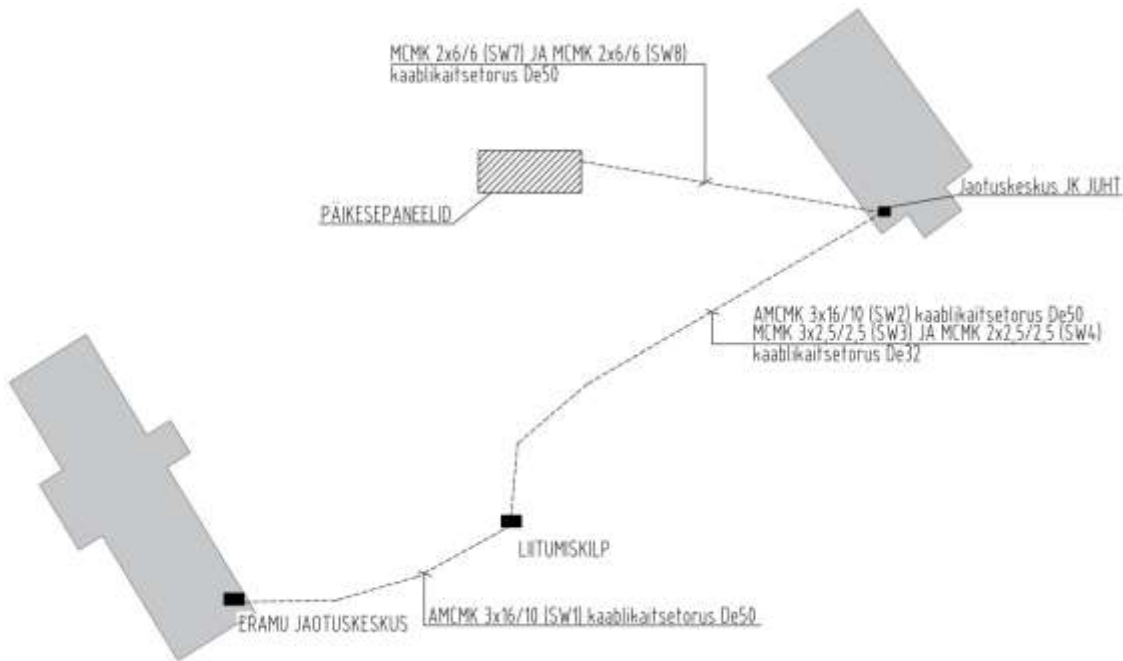 MCMK 2x6/6 (SW7) JA MCMK 2x6/6 (SW8)
kaablikaitsetorus De50
Jaotuskeskus JK JUHT
PÄIKESEPANEELID
AMCMK 3x16/10 (SW2) kaablikaitsetorus De50
MCMK 3x2,5/2,5 (SW3) JA MCMK 2x2,5/2,5 (SW4)
kaablikaitsetorus De32
LIITUMISKILP
ERAMU JAOTUSKESKUS
AMCMK 3x16/10 (SW1) kaablikaitsetorus De50